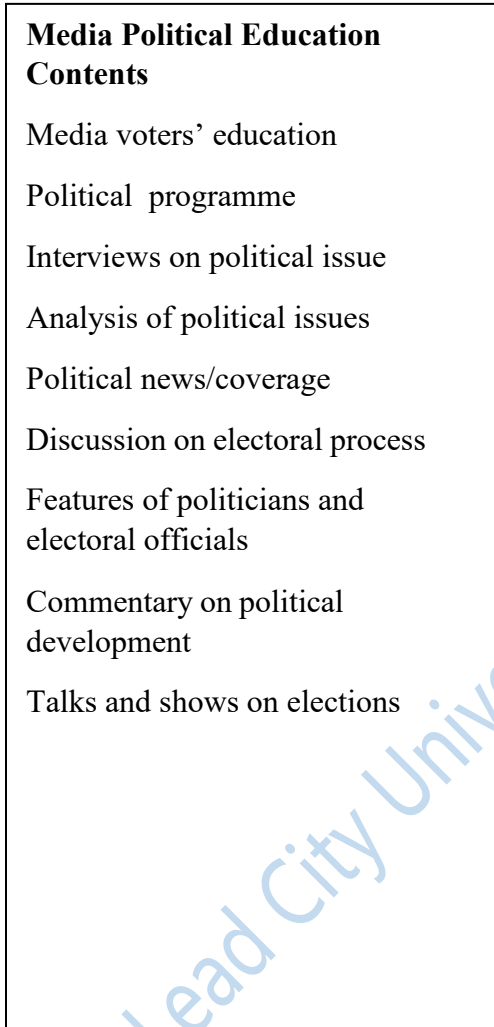 Media Political Education
Contents
Media voters’ education
Political programme
Interviews on political issue
Analysis of political issues
Political news/coverage
Discussion on electoral process
Features of politicians and
electoral officials
Commentary on political
development
Talks and shows on elections
Lead City